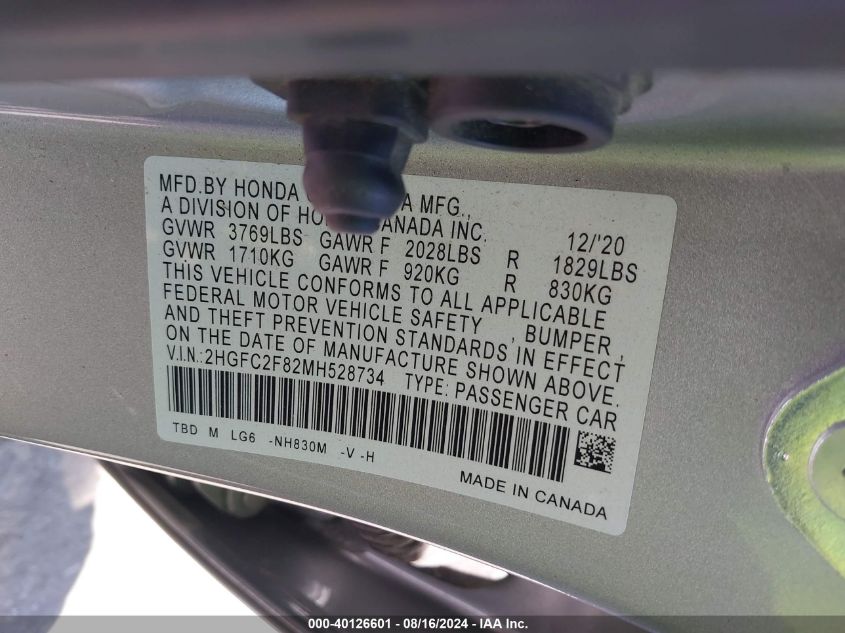 MFD.BY HONDA MFG.,
A DIVISION OF CANADA INC. 12/'20
GVWR 3769LBS GAWR F 2028LBS R 1829LBS
GVWR 1710KG GAWR F 920KG R 830KG
THIS VEHICLE CONFORMS TO ALL APPLICABLE
FEDERAL MOTOR VEHICLE SAFETY, BUMPER,
AND THEFT PREVENTION STANDARDS IN EFFECT
ON THE DATE OF MANUFACTURE SHOWN ABOVE.
V.I.N.:2HGFC2F82MH528734 TYPE: PASSENGER CAR
TBD M LG6 -NH830M -V -H
MADE IN CANADA
000-40126601 / 08/16/2024 - IAA Inc.